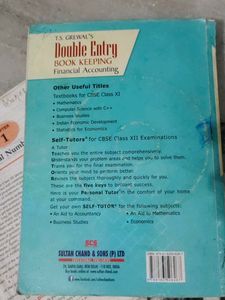 T.S. GREWAL'S
Double Entry
BOOK KEEPING
Financial Accounting
Other Useful Titles
Textbooks for CBSE Class XI
• Mathematics
• Computer Science with C++
• Business Studies
• Indian Economic Development
• Statistics for Economics
Self-Tutors for CBSE Class XII Examinations
A Tutor
Teaches you the entire subject comprehensively.
Understands your problem areas and helps you to solve them.
Trains you for the final examination.
Orients your mind to perform better.
Revises the subject thoroughly and quickly for you.
These are the five keys to brilliant success.
Here is your Personal Tutor in the comfort of your home
at your command.
Get your own SELF-TUTOR for the following subjects:
• An Aid to Accountancy
• An Aid to Mathematics
• Business Studies
• Economics
SCS
SULTAN CHAND & SONS (P) LTD
1